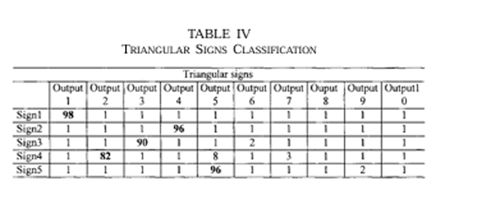 TABLE IV
TRIANGULAR SIGNS CLASSIFICATION
Triangular signs
Output 1 Output 2 Output 3 Output 4 Output 5 Output 6 Output 7 Ouput 8 Output 9 Output1 0
Sign1 98 1 1 1 1 1 1 1 1 1
Sign2 1 1 1 96 1 1 1 1 1 1
Sign3 1 1 90 1 1 2 1 1 1 1
Sign4 1 82 1 1 8 1 3 1 1 1
Sign5 1 1 1 1 96 1 1 1 2 1